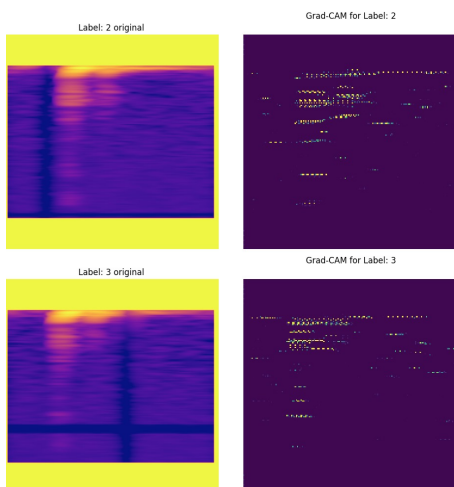 Label: 2 original
Grad-CAM for Label: 2
Label: 3 original
Grad-CAM for Label: 3